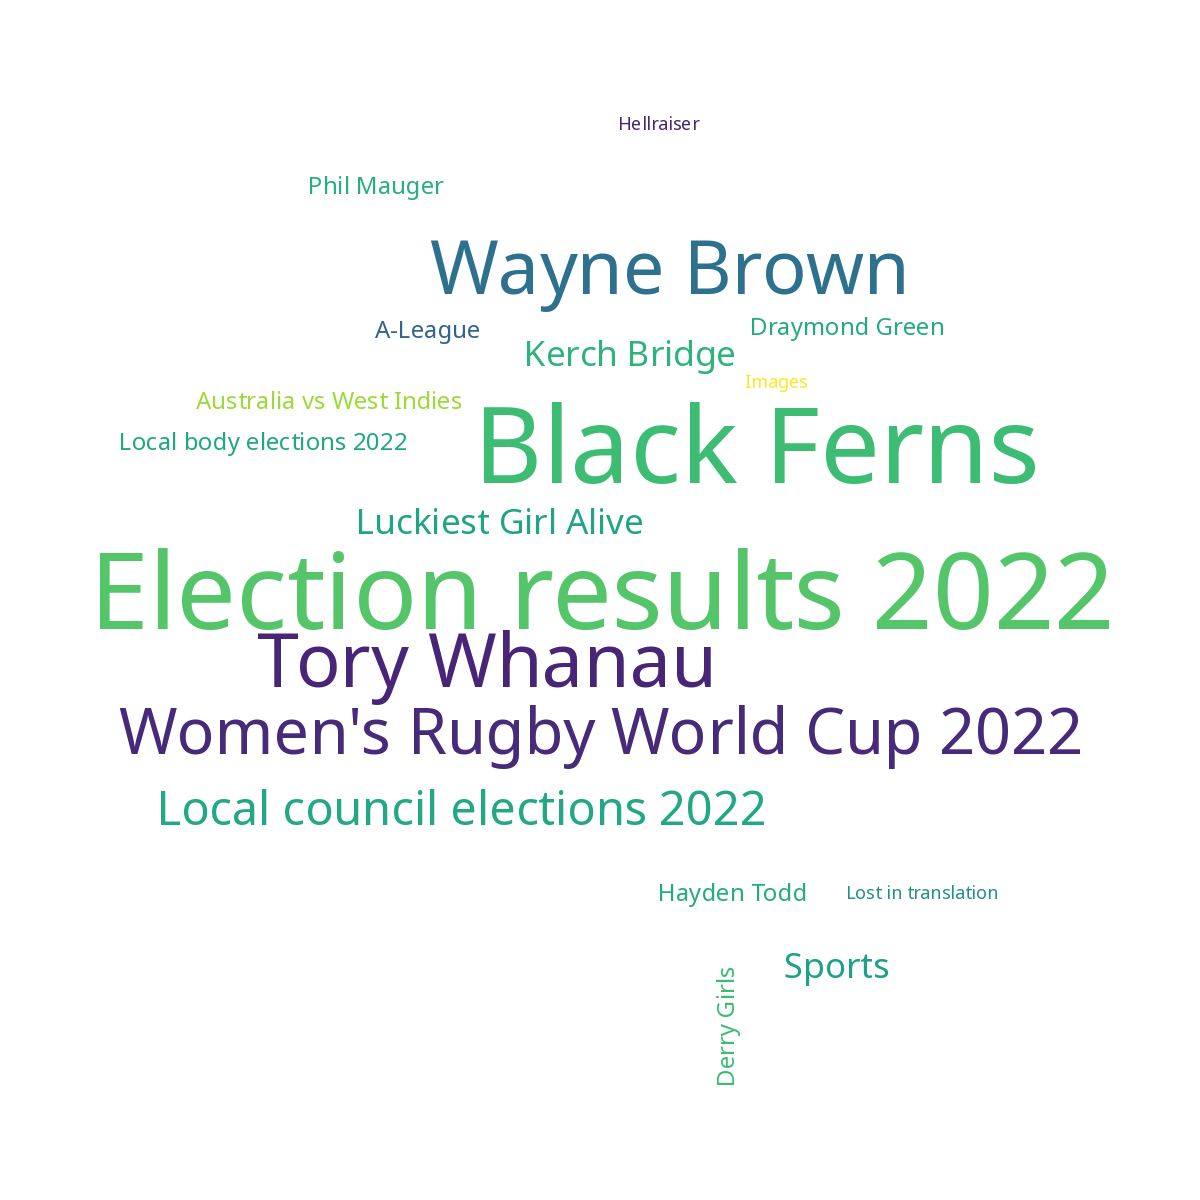 Hellraiser
Phil Mauger
Wayne Brown
A-League
Draymond Green
Kerch Bridge
Images
Australia vs West Indies
Black Ferns
Local body elections 2022
Luckiest Girl Alive
Election results 2022
Tory Whanau
Women's Rugby World Cup 2022
Local council elections 2022
Hayden Todd
Lost in translation
Sports
Derry Girls